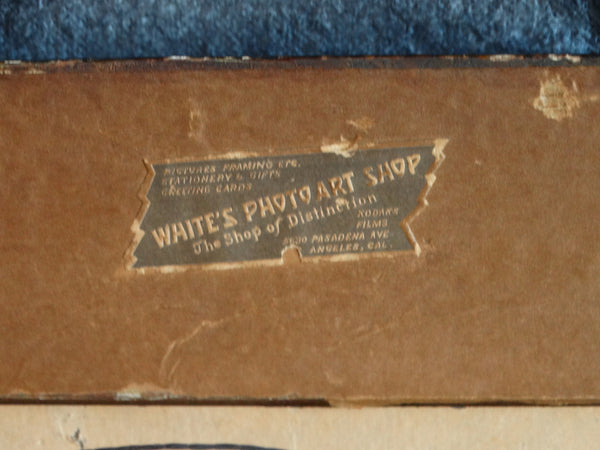 PICTURES FRAMING ETC.
STATIONERY & GIFTS
GREETING CARDS
WHITE'S PHOTO ART SHOP
The Shop of Distinction
KODAKS
FILMS
PASADENA AVE
ANGELES, CAL.